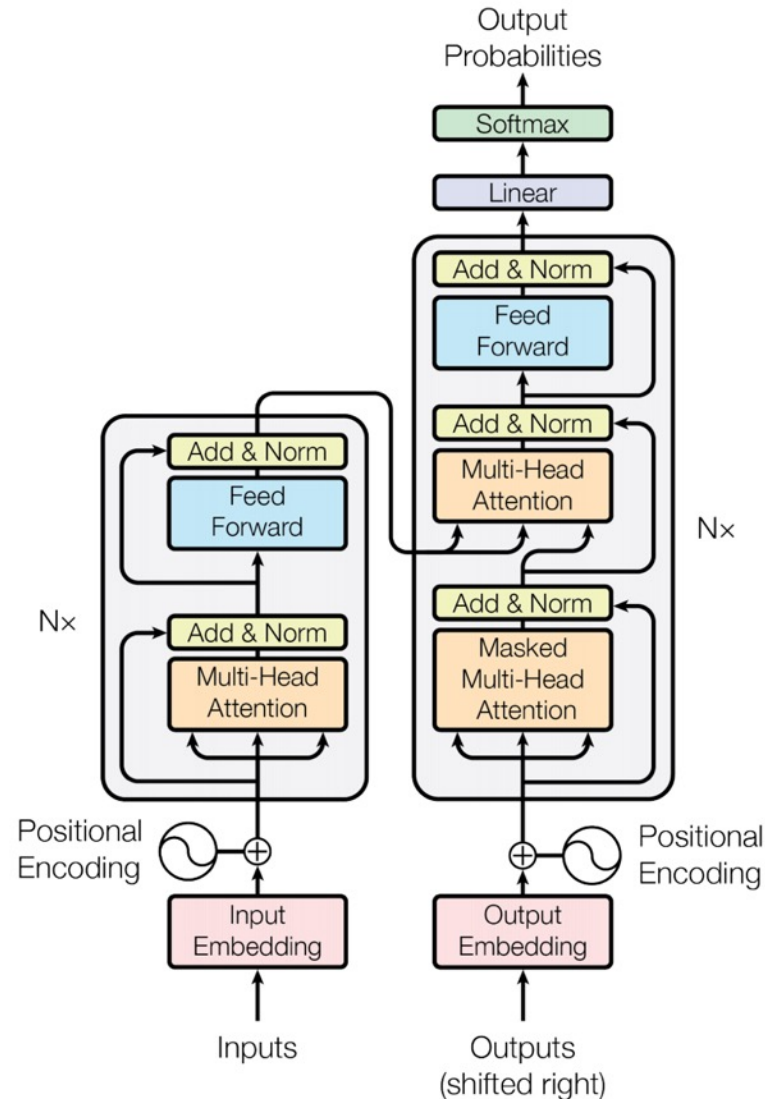 Output
Probabilities
Softmax
Linear
Add & Norm
Feed
Forward
Add & Norm
Multi-Head
Attention
Add & Norm
Masked
Multi-Head
Attention
N×
Add & Norm
Feed
Forward
Add & Norm
Multi-Head
Attention
N×
Positional
Encoding
Positional
Encoding
Input
Embedding
Output
Embedding
Inputs
Outputs
(shifted right)